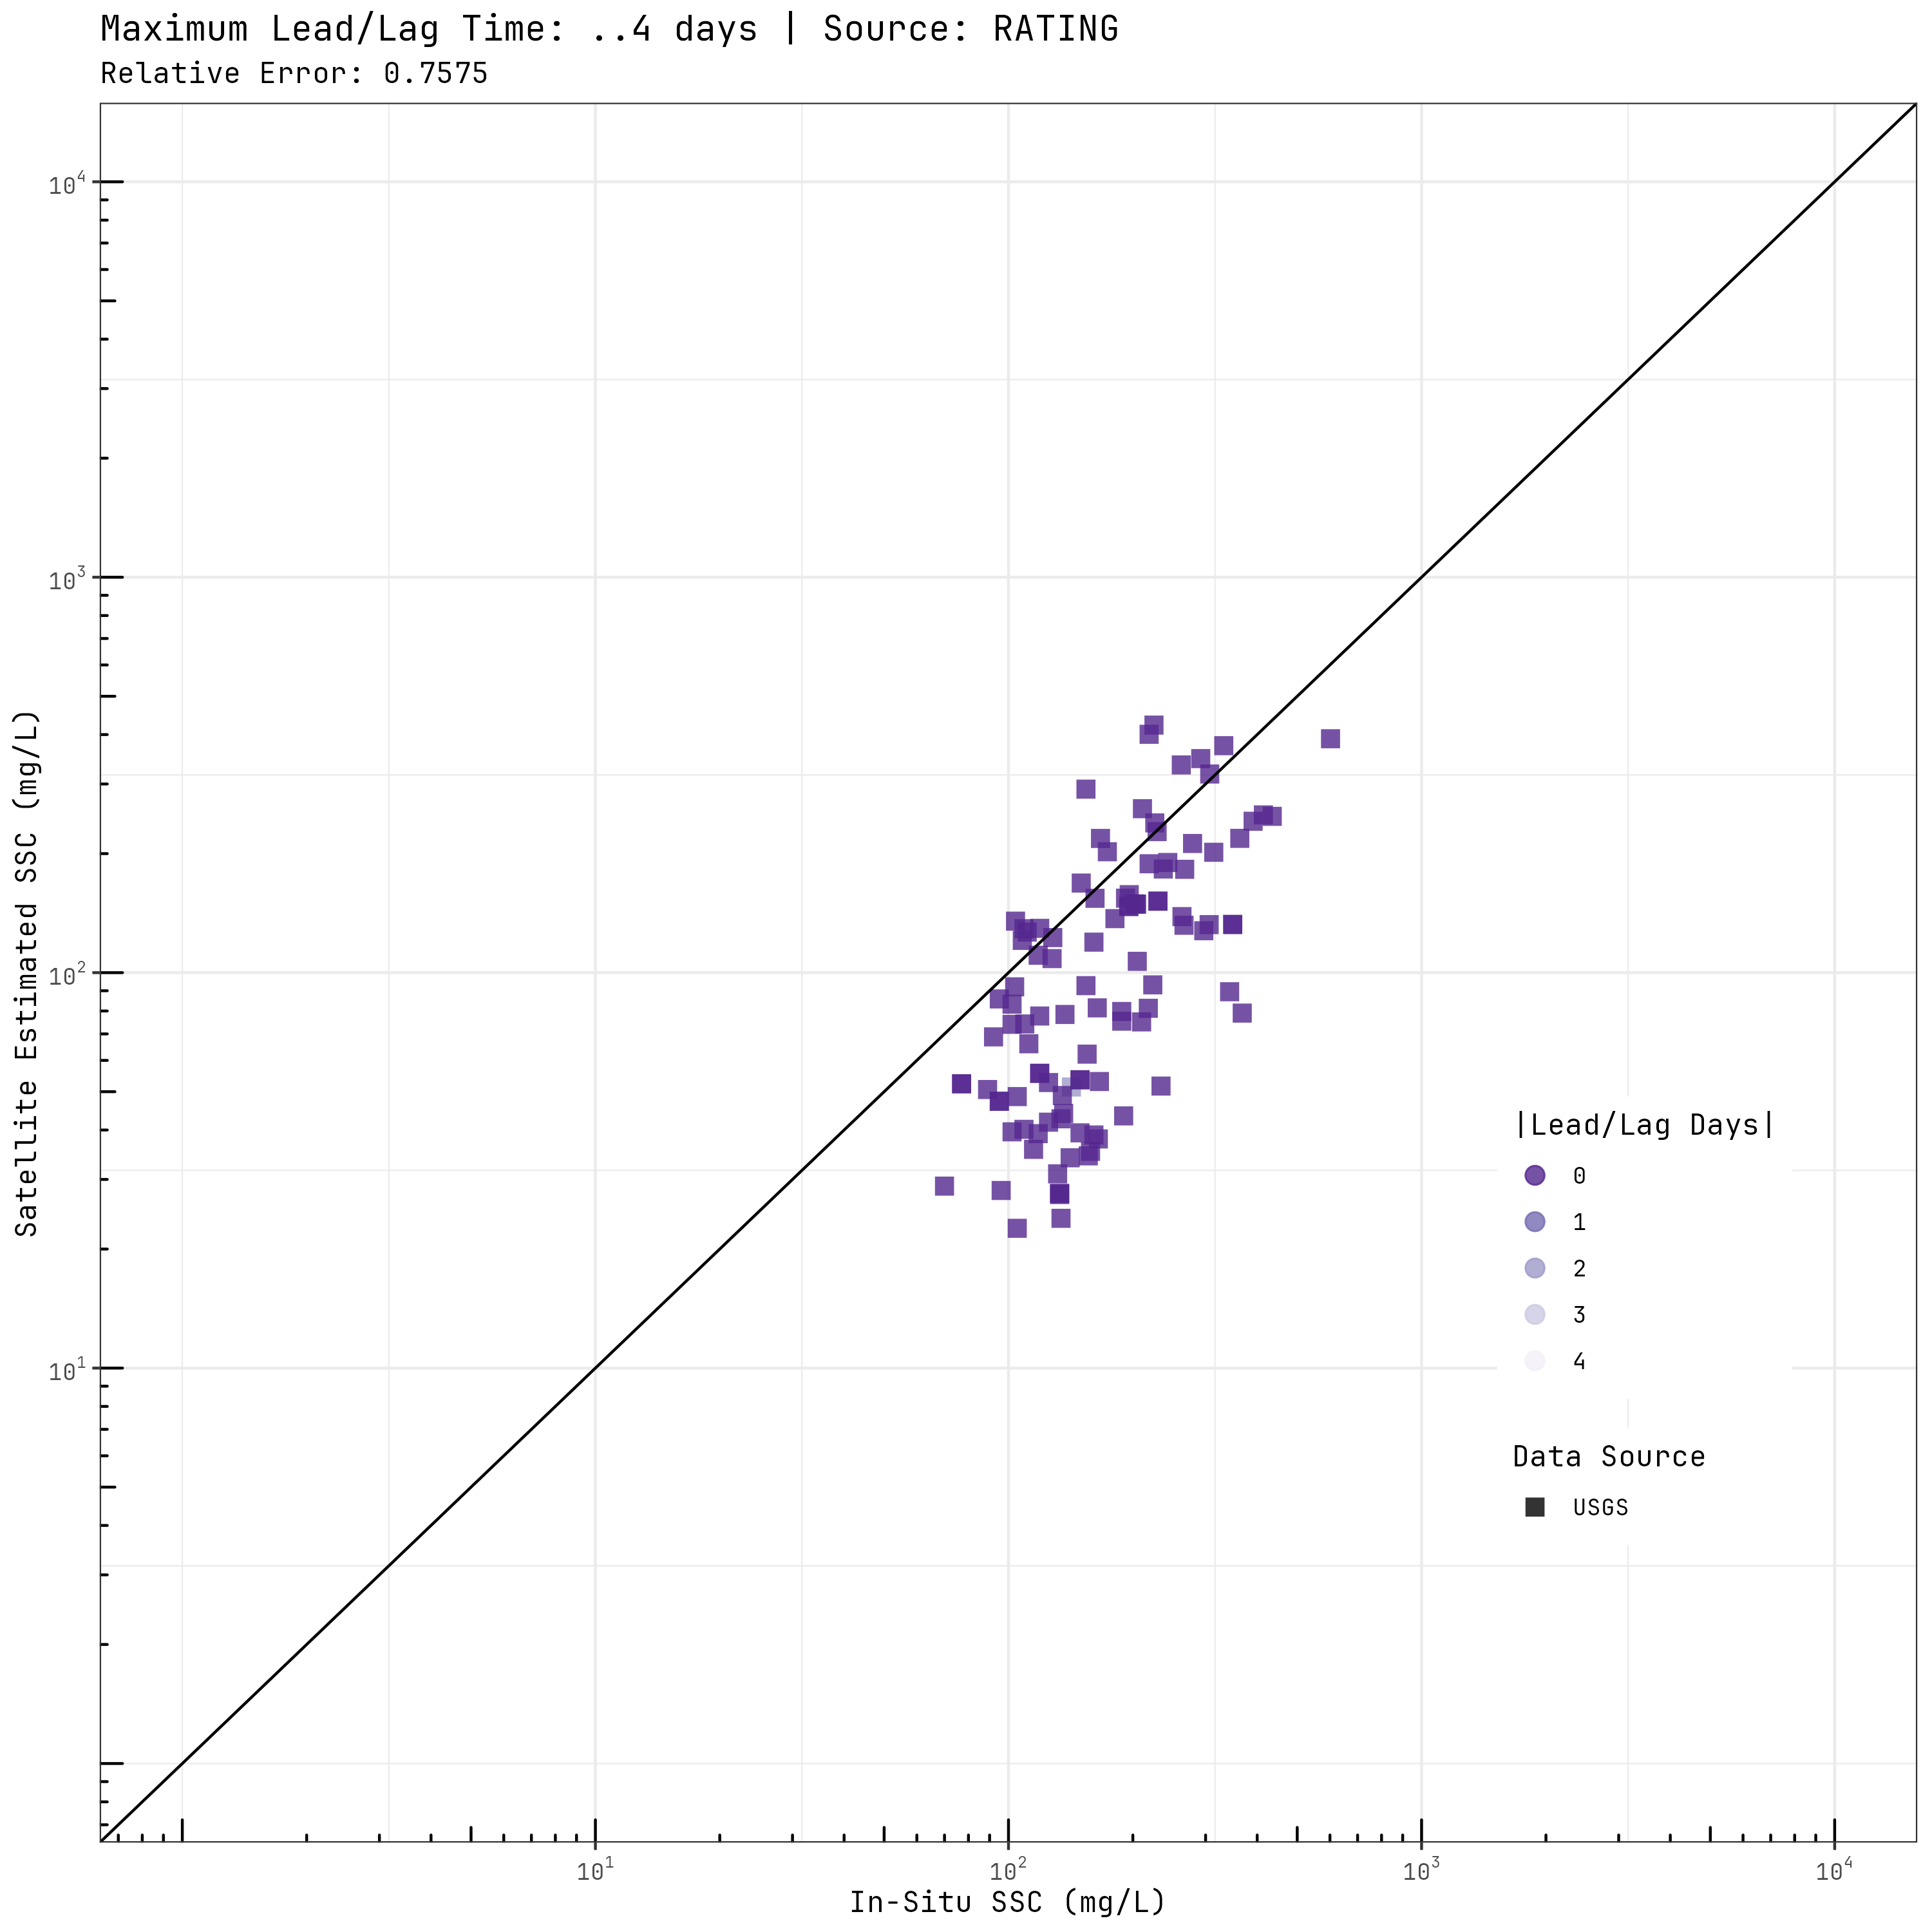 Maximum Lead/Lag Time: ..4 days | Source: RATING
Relative Error: 0.7575
Satellite Estimated SSC (mg/L)
10⁴
10³
10²
10¹
|Lead/Lag Days|
0
1
2
3
4
Data Source
USGS
10¹
10²
10³
10⁴
In-Situ SSC (mg/L)